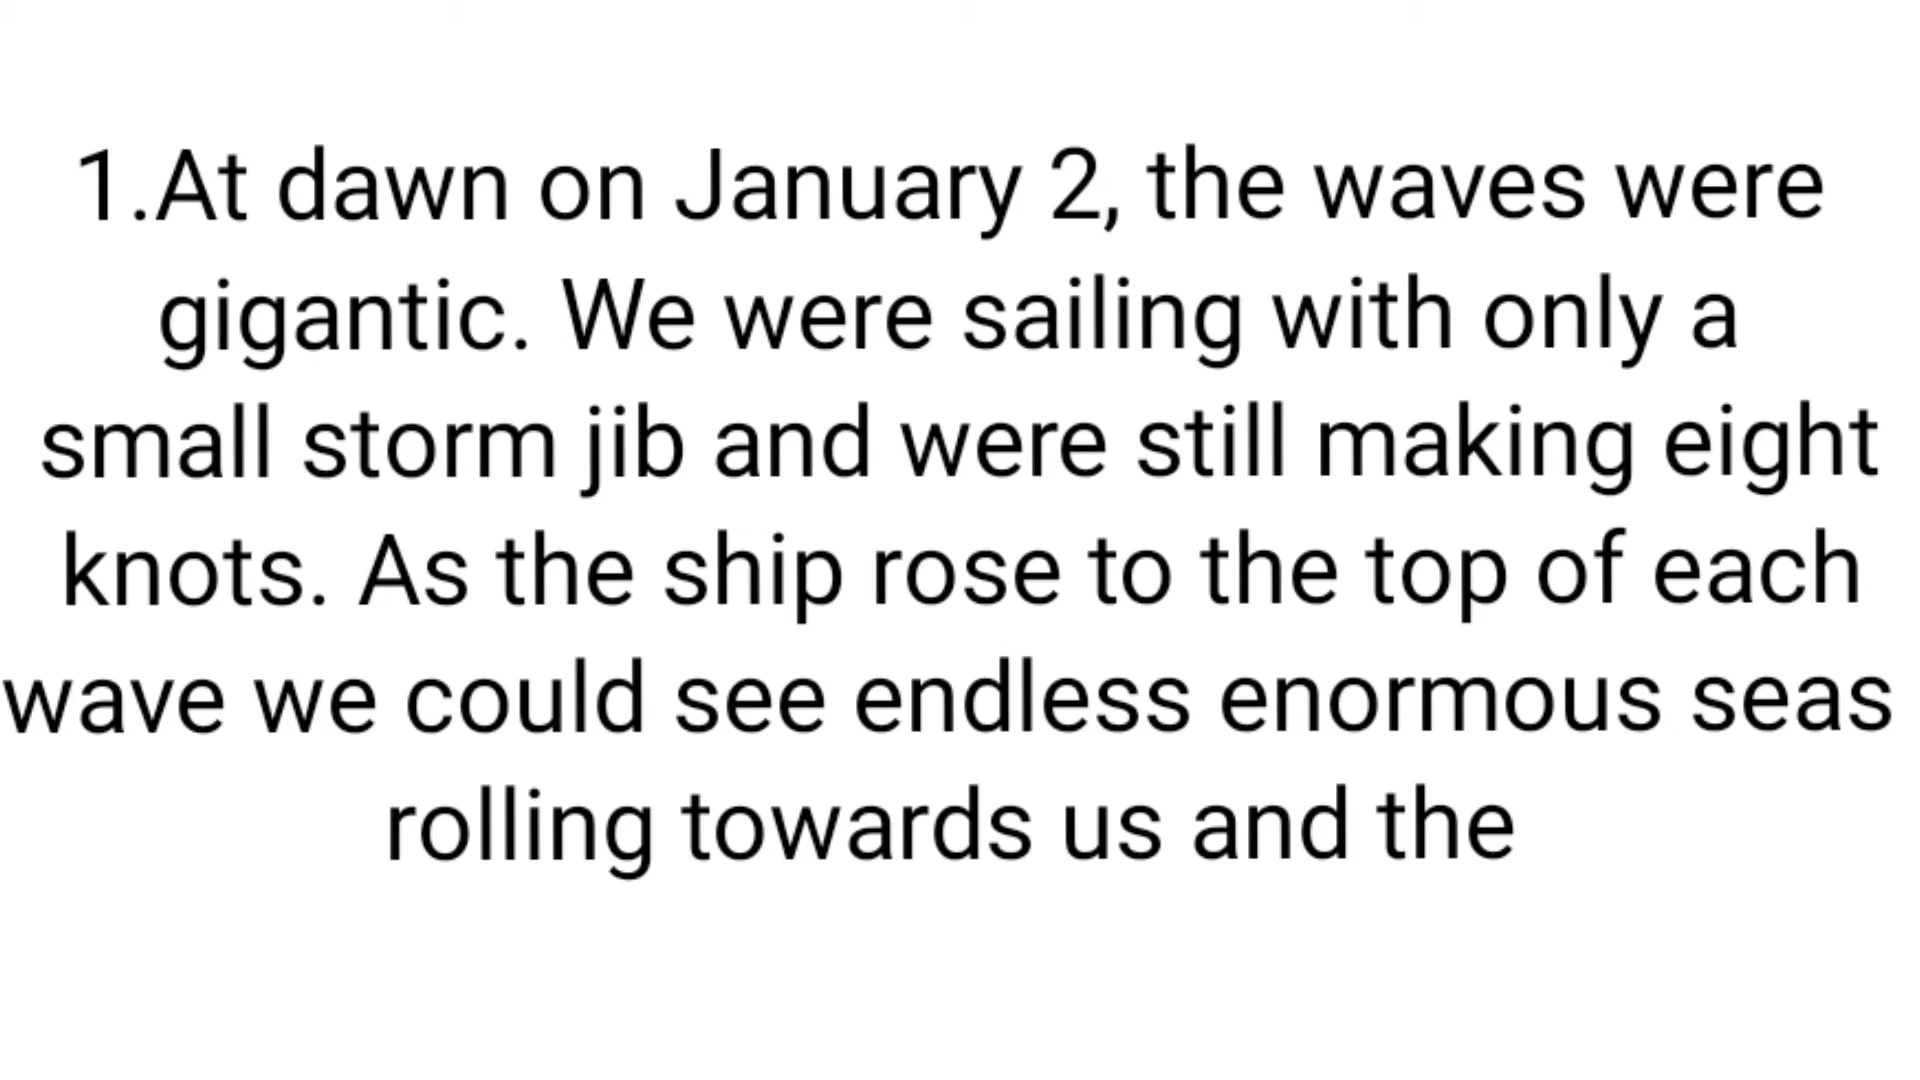 1.At dawn on January 2, the waves were
gigantic. We were sailing with only a
small storm jib and were still making eight
knots. As the ship rose to the top of each
wave we could see endless enormous seas
rolling towards us and the